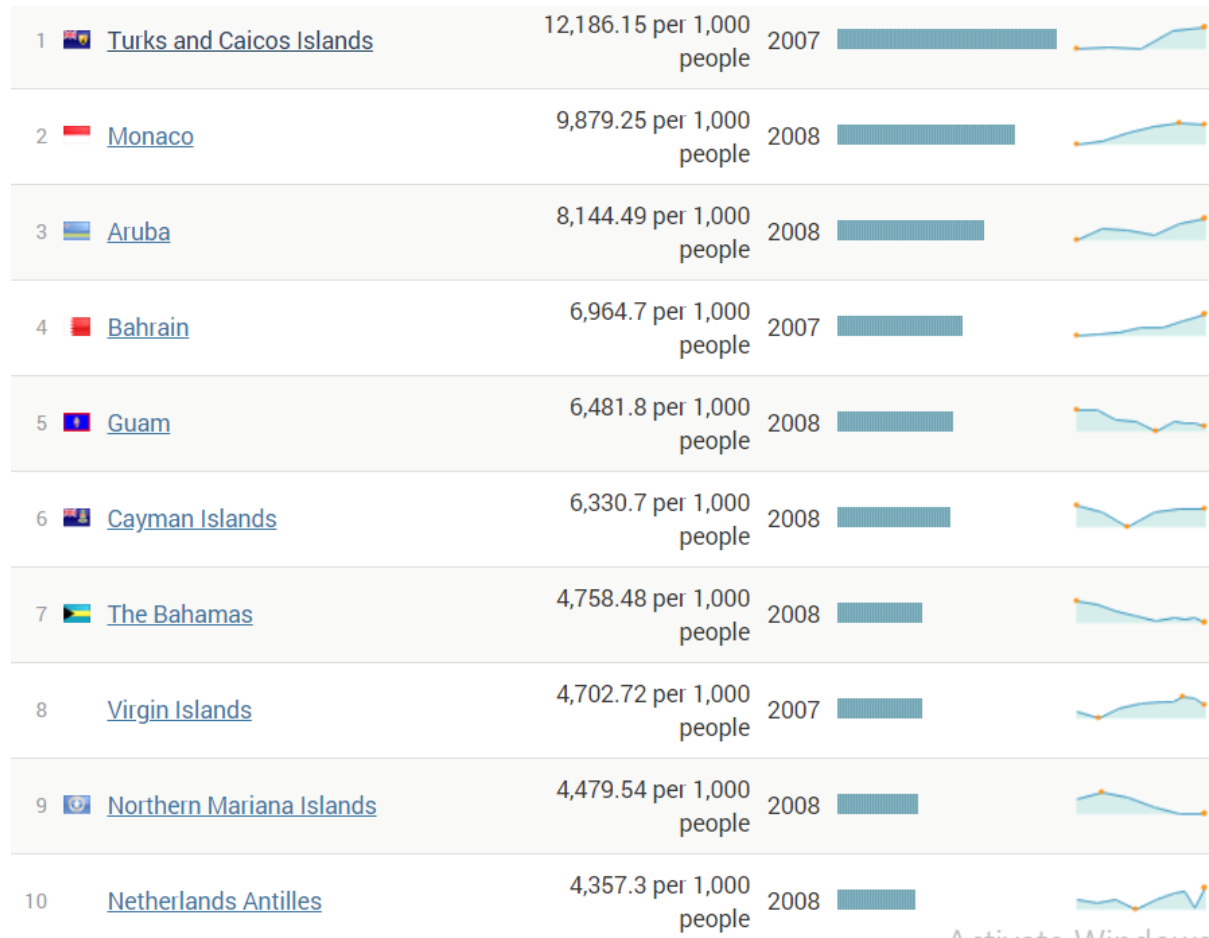 1 Turks and Caicos Islands 12,186.15 per 1,000 people 2007
2 Monaco 9,879.25 per 1,000 people 2008
3 Aruba 8,144.49 per 1,000 people 2008
4 Bahrain 6,964.7 per 1,000 people 2007
5 Guam 6,481.8 per 1,000 people 2008
6 Cayman Islands 6,330.7 per 1,000 people 2008
7 The Bahamas 4,758.48 per 1,000 people 2008
8 Virgin Islands 4,702.72 per 1,000 people 2007
9 Northern Mariana Islands 4,479.54 per 1,000 people 2008
10 Netherlands Antilles 4,357.3 per 1,000 people 2008
Activate Windows